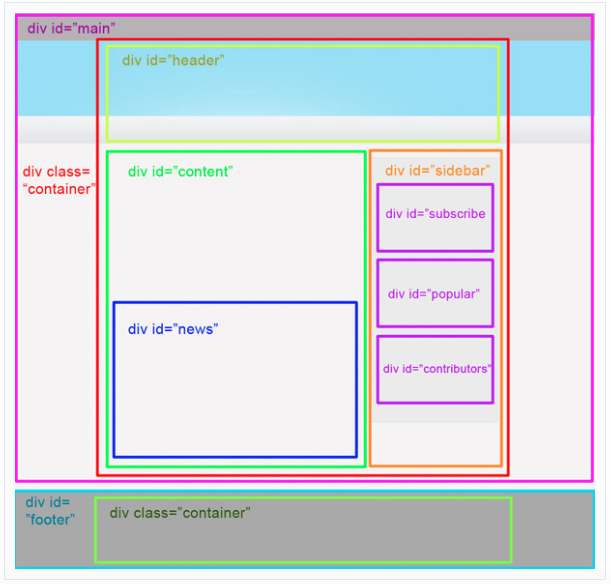 div id=”main”
div id=”header”
div class=
“container”
div id=”content”
div id=”sidebar”
div id=”subscribe
div id=”popular”
div id=”news”
div id=”contributors”
div id=
”footer”
div class=”container”